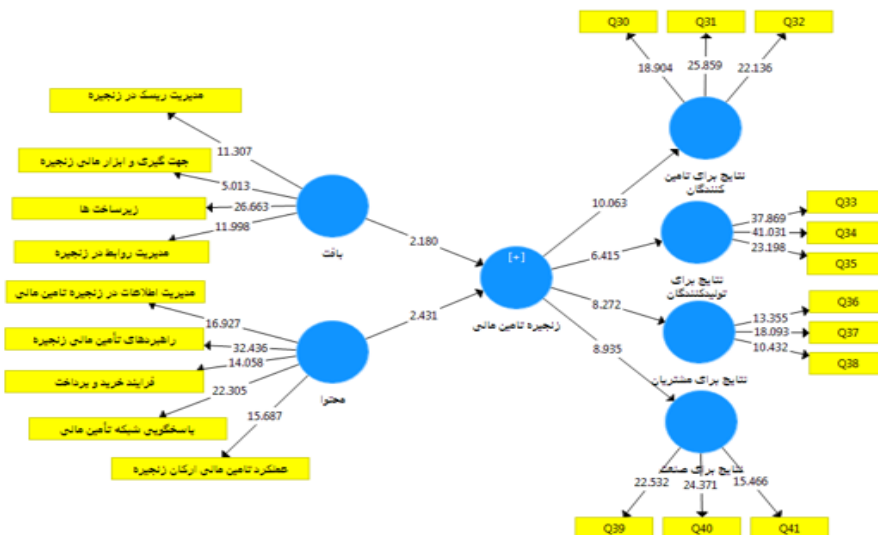 Q30
Q31
Q32
18.904
25.859
22.136
مدیریت ریسک در زنجیره
جهت گیری و ابزار مالی زنجیره
زیرساخت ها
مدیریت روابط در زنجیره
11.307
5.013
26.663
11.998
بافت
2.180
مدیریت اطلاعات در زنجیره تامین مالی
راهبردهای تأمین مالی زنجیره
فرایند خرید و پرداخت
پاسخگویی شبکه تأمین مالی
عملکرد تامین مالی ارکان زنجیره
16.927
32.436
14.058
22.305
15.687
محتوا
2.431
[+]
زنجیره تامین مالی
10.063
6.415
8.272
8.935
نتایج برای تامین
کنندگان
Q33
Q34
Q35
37.869
41.031
23.198
نتایج برای
تولیدکنندگان
Q36
Q37
Q38
13.355
18.093
10.432
نتایج برای مشتریان
نتایج برای صنعت
22.532
24.371
15.466
Q39
Q40
Q41